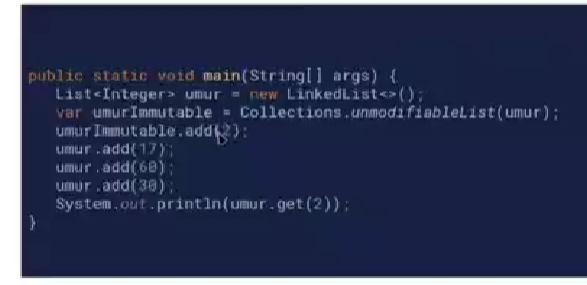 public static void main(String[] args) {
List<Integer> umur = new LinkedList<>();
var umurImmutable = Collections.unmodifiableList(umur);
umurImmutable.add(2);
umur.add(17);
umur.add(60);
umur.add(30);
System.out.println(umur.get(2));
}